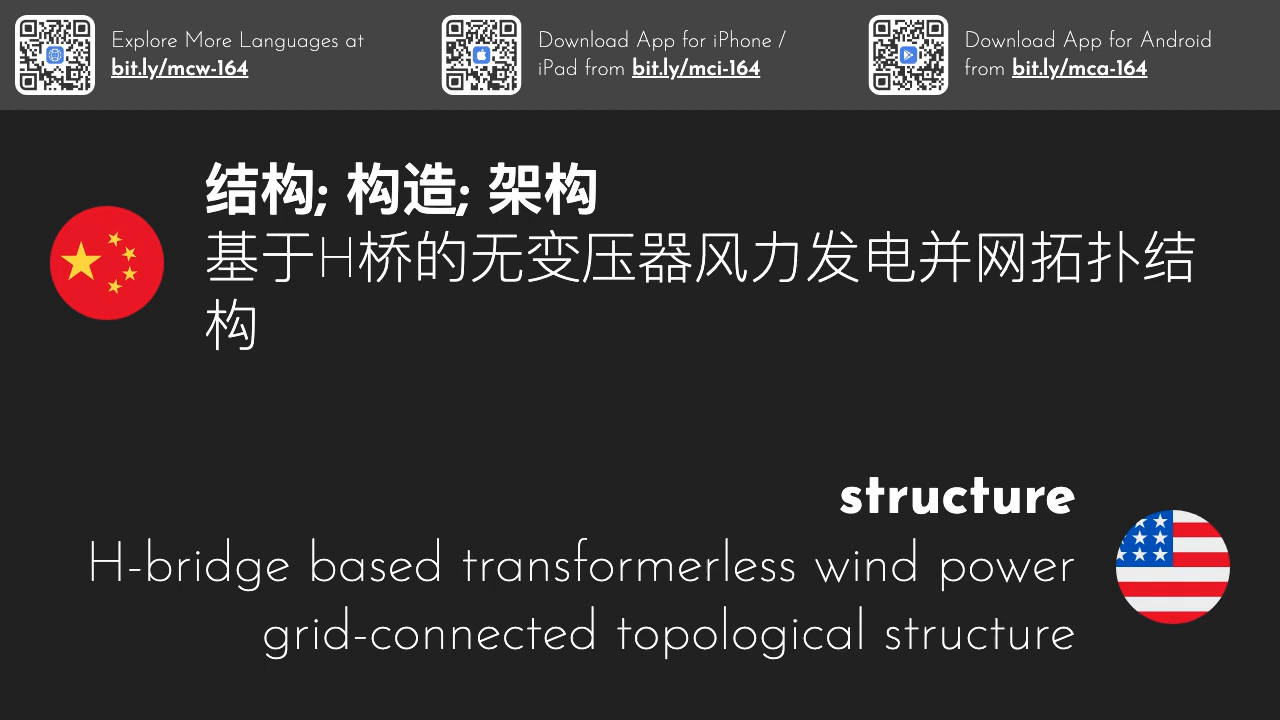 Explore More Languages at
bit.ly/mcw-164
Download App for iPhone /
iPad from bit.ly/mci-164
Download App for Android
from bit.ly/mca-164
结构; 构造; 架构
基于H桥的无变压器风力发电并网拓扑结
构
structure
H-bridge based transformerless wind power
grid-connected topological structure